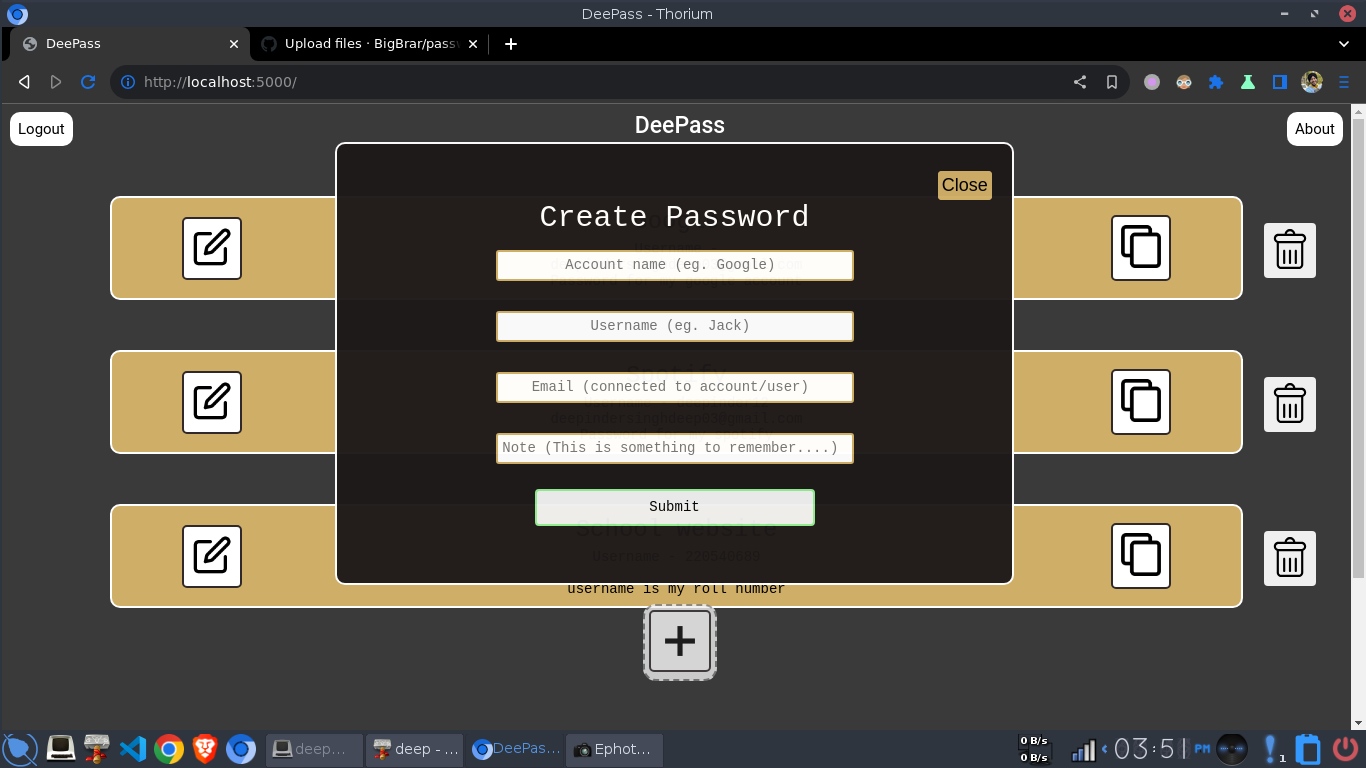 DeePass - Thorium
DeePass
Upload files · BigBrar/passw
http://localhost:5000/
Logout
DeePass
About
Close
Create Password
Account name (eg. Google)
Username (eg. Jack)
Email (connected to account/user)
Note (This is something to remember....)
Submit
School Website
Username
Username is my roll number
0 B/s
0 B/s
deep...
deep - ...
DeePas...
Ephot...
03:51 PM
1